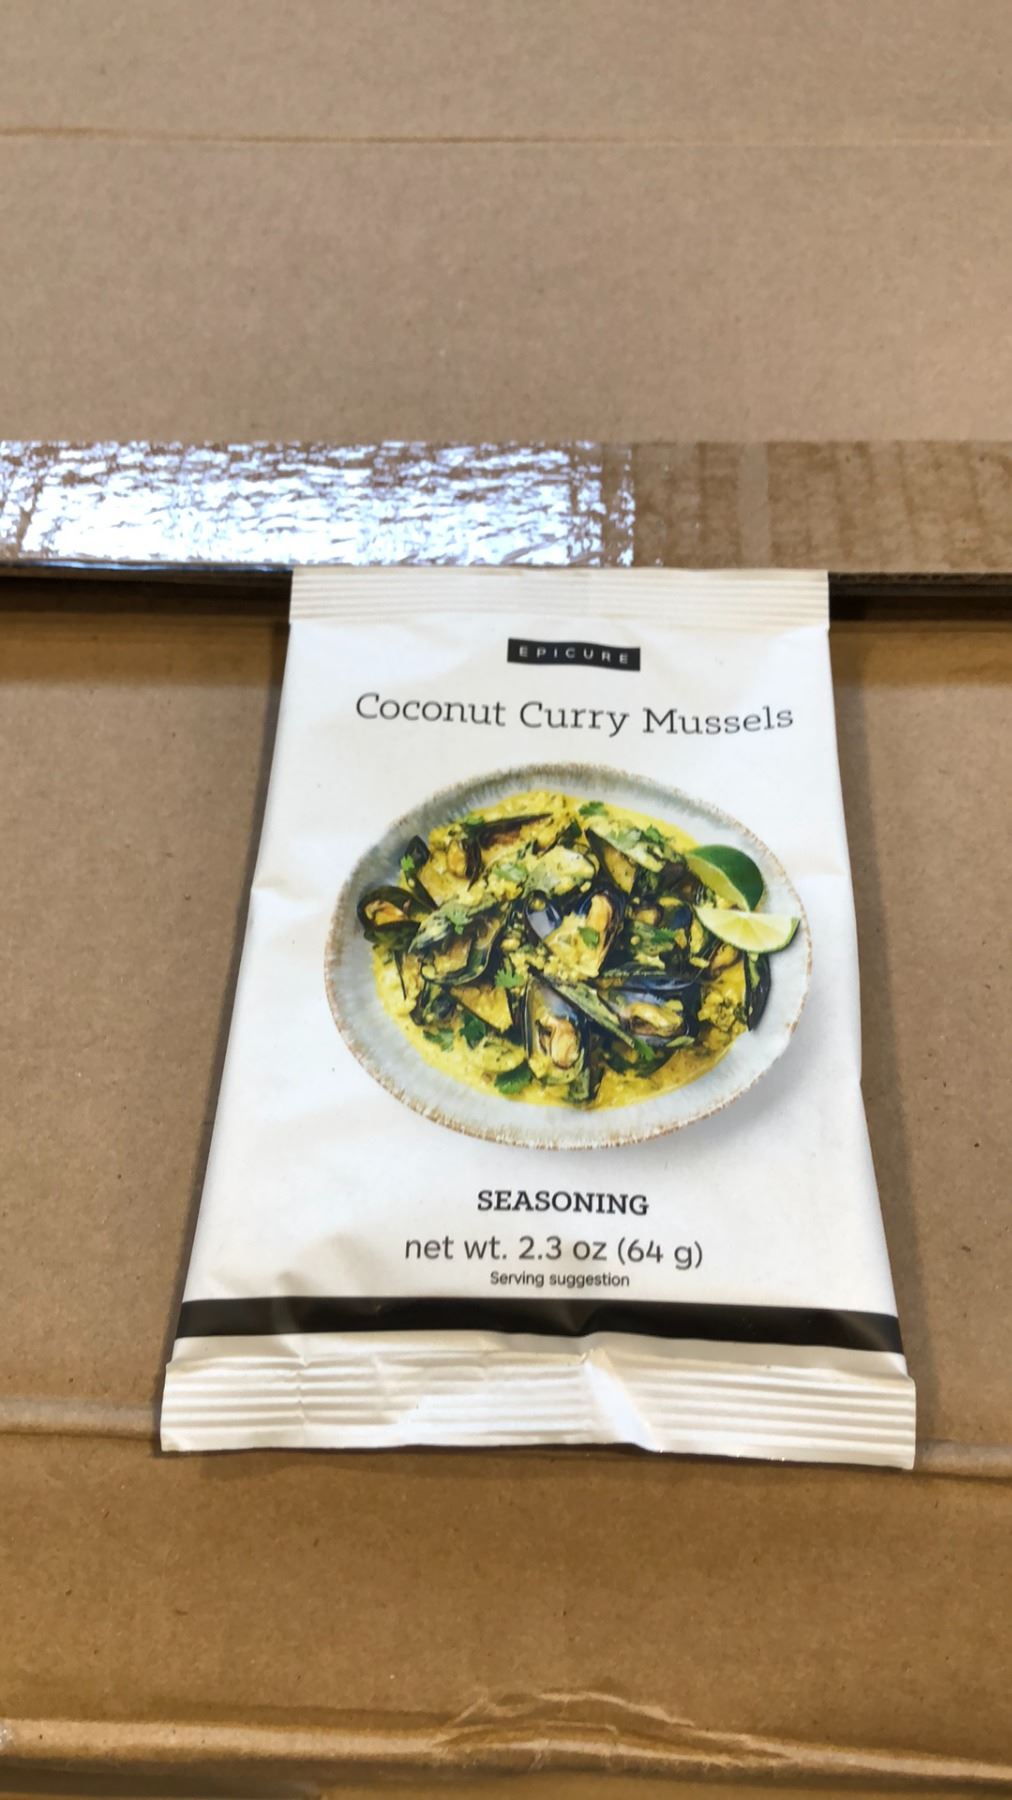 EPICURE
Coconut Curry Mussels
SEASONING
net wt. 2.3 oz (64 g)
Serving suggestion